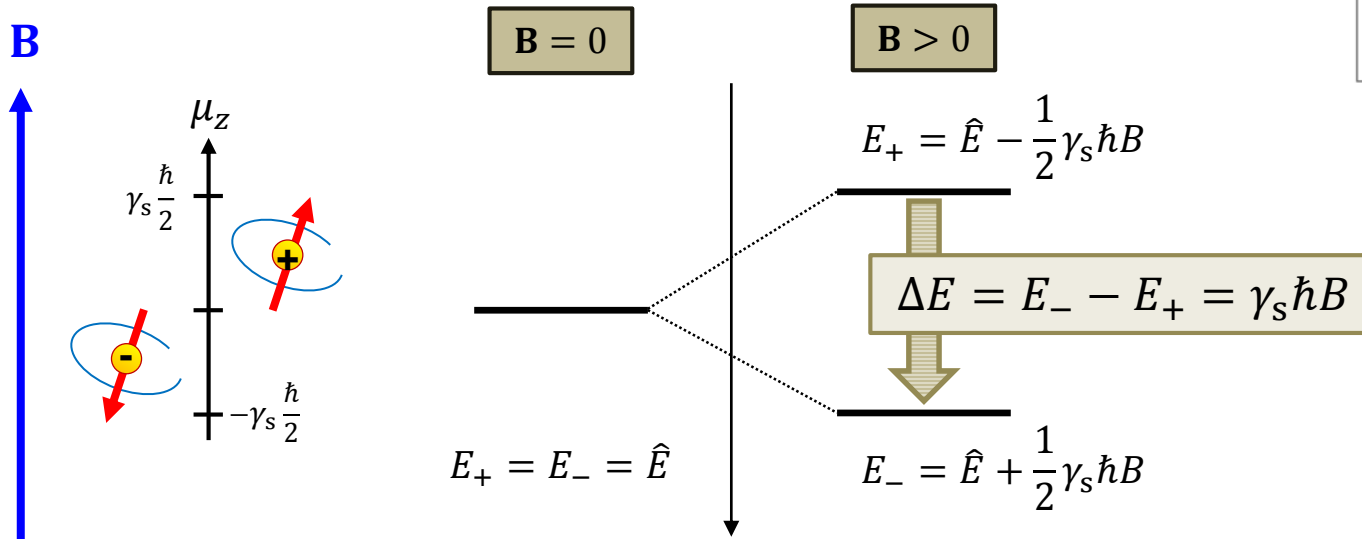 B
𝐁 = 0
𝐁 > 0
μ_z
γ_s ħ/2
+
-
-γ_s ħ/2
E_+ = E_- = Ê
E_+ = Ê - 1/2 γ_s ħB
ΔE = E_- - E_+ = γ_s ħB
E_- = Ê + 1/2 γ_s ħB